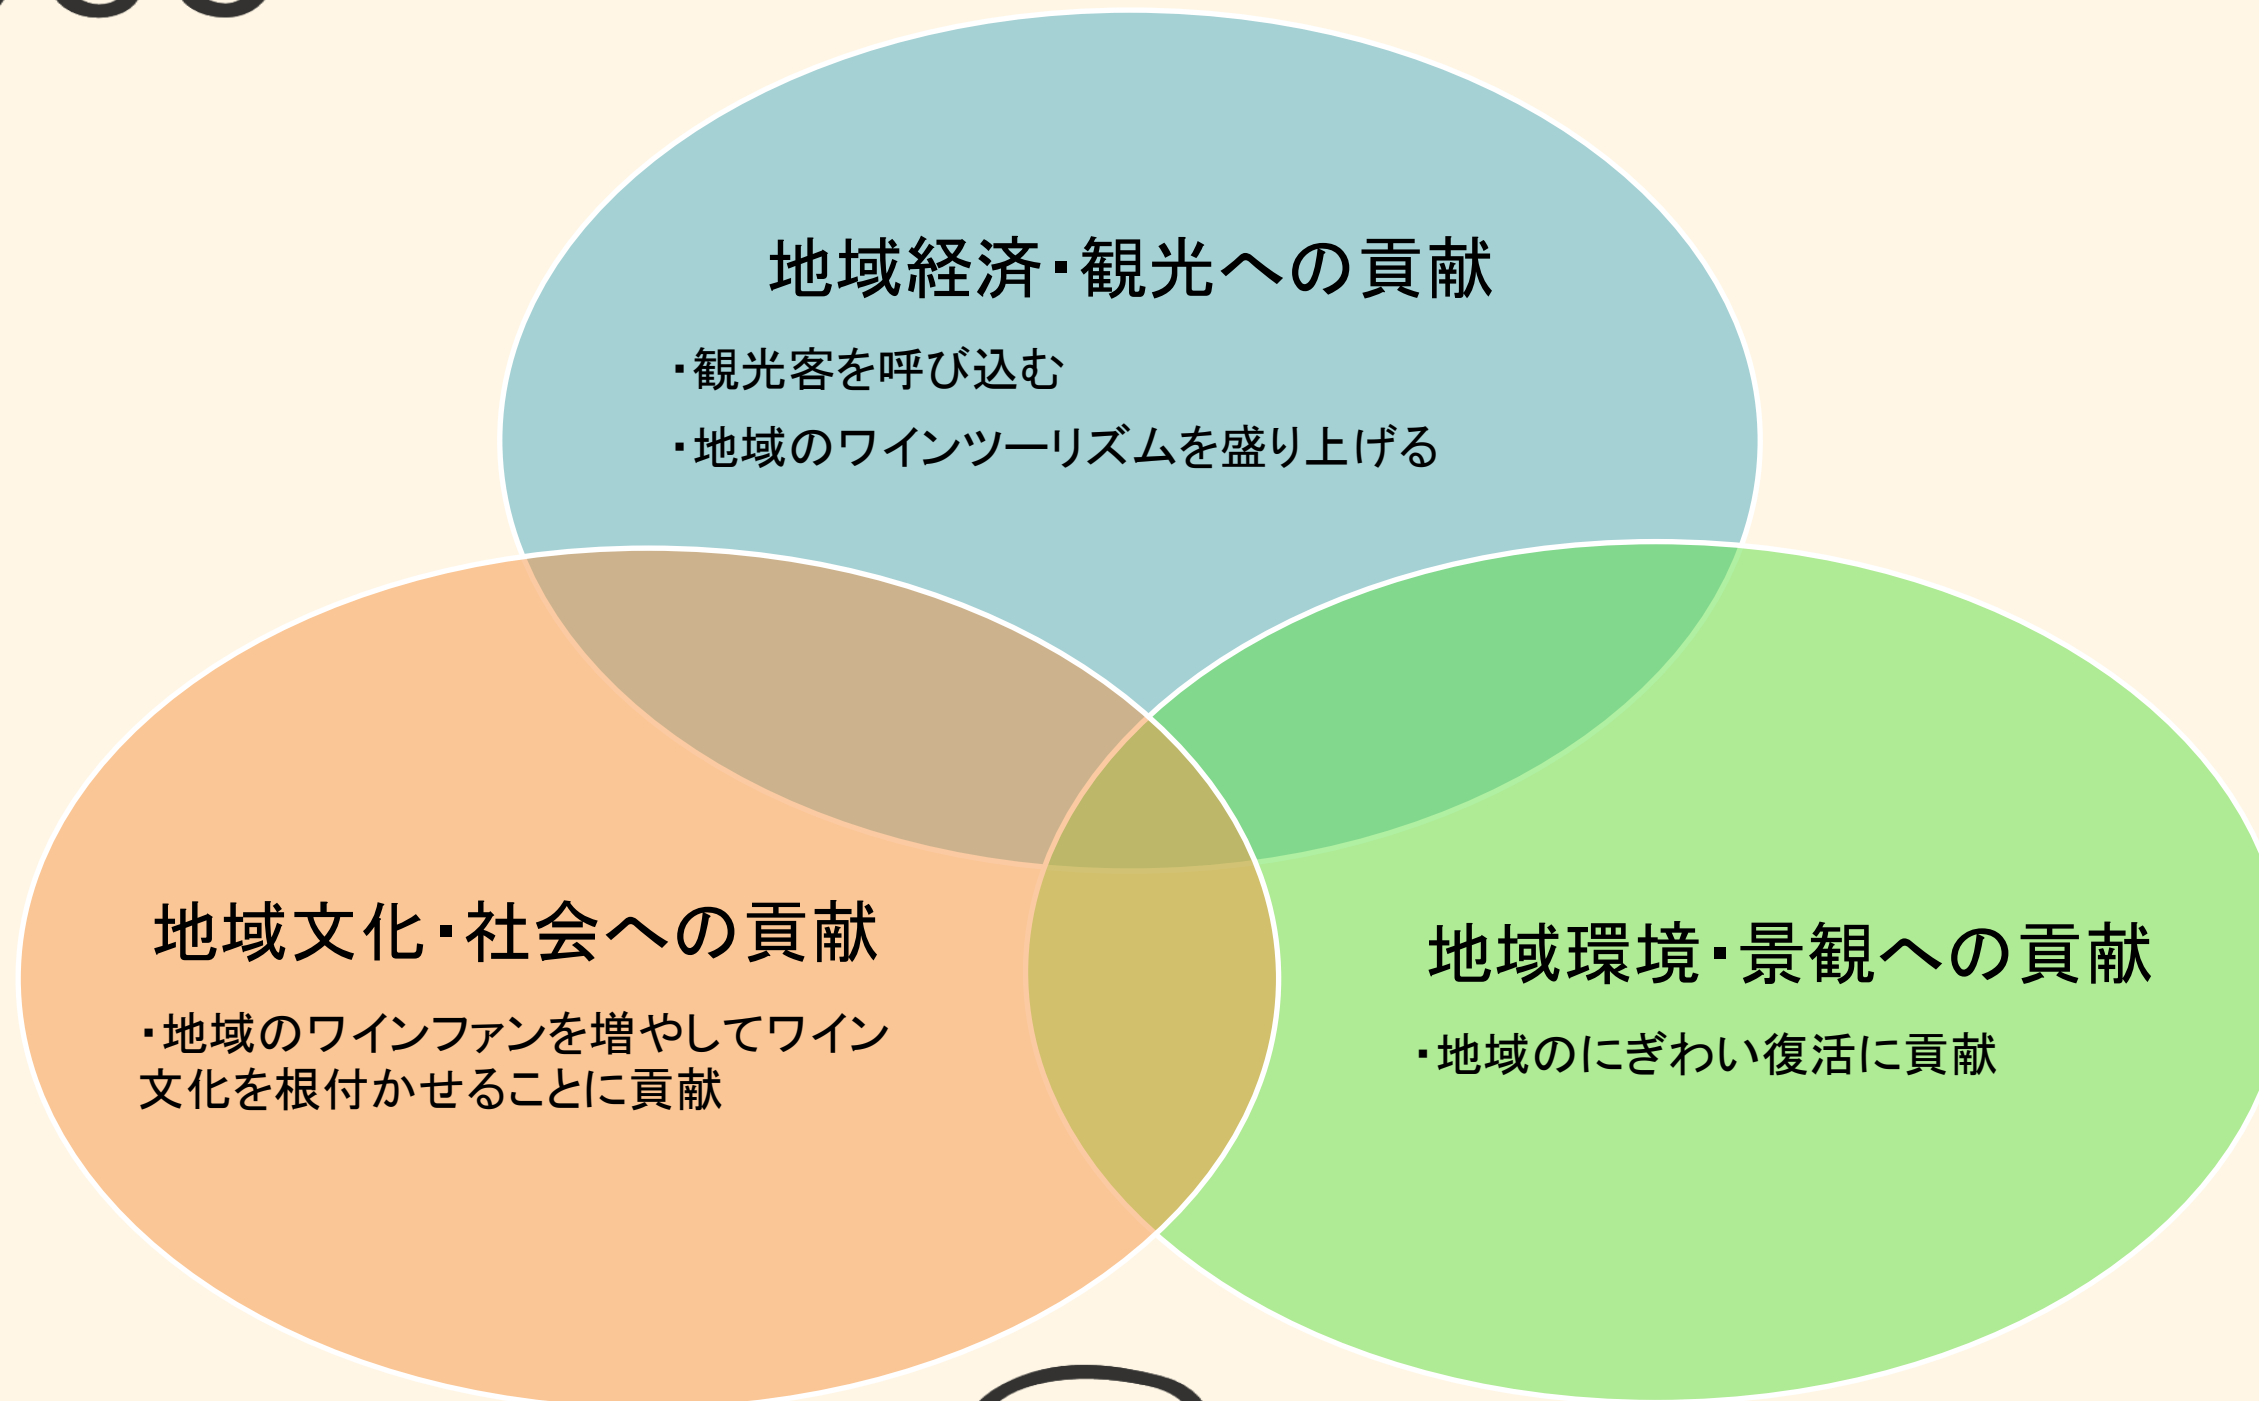 地域経済・観光への貢献
・観光客を呼び込む
・地域のワインツーリズムを盛り上げる
地域文化・社会への貢献
・地域のワインファンを増やしてワイン
文化を根付かせることに貢献
地域環境・景観への貢献
・地域のにぎわい復活に貢献